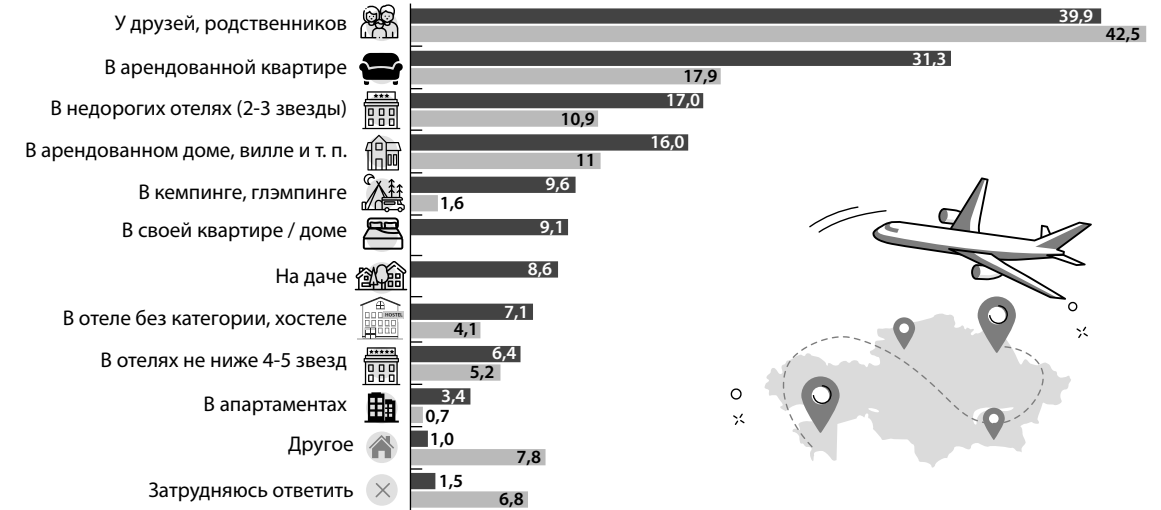 У друзей, родственников
39,9
42,5
В арендованной квартире
31,3
17,9
В недорогих отелях (2-3 звезды)
17,0
10,9
В арендованном доме, вилле и т. п.
16,0
11
В кемпинге, глэмпинге
9,6
1,6
В своей квартире / доме
9,1
На даче
8,6
В отеле без категории, хостеле
HOSTEL
7,1
4,1
В отелях не ниже 4-5 звезд
6,4
5,2
В апартаментах
3,4
0,7
Другое
1,0
7,8
Затрудняюсь ответить
1,5
6,8